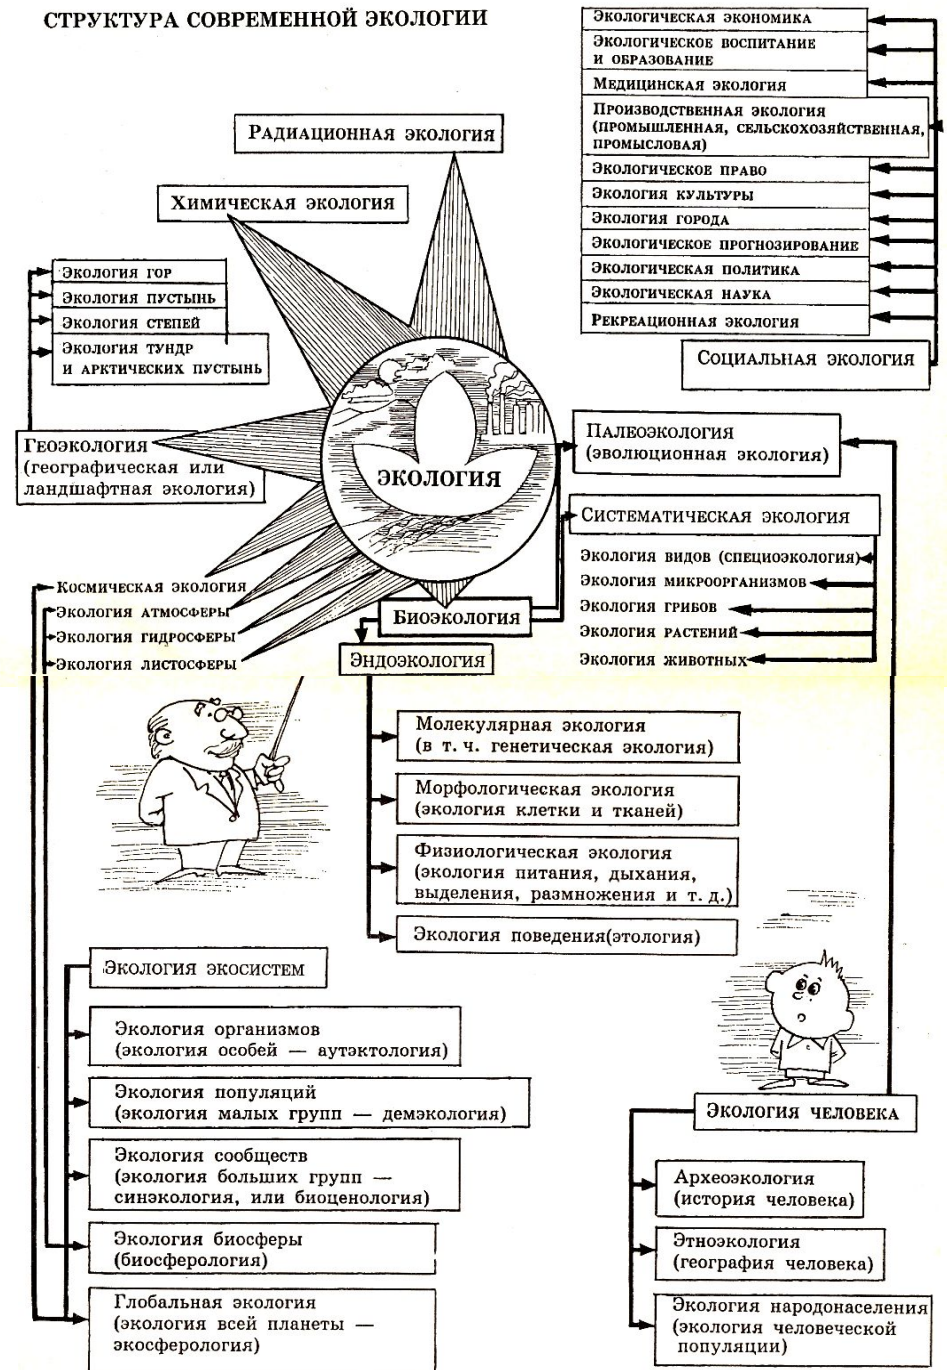 СТРУКТУРА СОВРЕМЕННОЙ ЭКОЛОГИИ
ЭКОЛОГИЧЕСКАЯ ЭКОНОМИКА
ЭКОЛОГИЧЕСКОЕ ВОСПИТАНИЕ
И ОБРАЗОВАНИЕ
МЕДИЦИНСКАЯ ЭКОЛОГИЯ
ПРОИЗВОДСТВЕННАЯ ЭКОЛОГИЯ
(ПРОМЫШЛЕННАЯ, СЕЛЬСКОХОЗЯЙСТВЕННАЯ,
ПРОМЫСЛОВАЯ)
ЭКОЛОГИЧЕСКОЕ ПРАВО
ЭКОЛОГИЯ КУЛЬТУРЫ
ЭКОЛОГИЯ ГОРОДА
ЭКОЛОГИЧЕСКОЕ ПРОГНОЗИРОВАНИЕ
ЭКОЛОГИЧЕСКАЯ ПОЛИТИКА
ЭКОЛОГИЧЕСКАЯ НАУКА
РЕКРЕАЦИОННАЯ ЭКОЛОГИЯ
СОЦИАЛЬНАЯ ЭКОЛОГИЯ
РАДИАЦИОННАЯ ЭКОЛОГИЯ
ХИМИЧЕСКАЯ ЭКОЛОГИЯ
ЭКОЛОГИЯ ГОР
ЭКОЛОГИЯ ПУСТЫНЬ
ЭКОЛОГИЯ СТЕПЕЙ
ЭКОЛОГИЯ ТУНДР
И АРКТИЧЕСКИХ ПУСТЫНЬ
ГЕОЭКОЛОГИЯ
(географическая или
ландшафтная экология)
ЭКОЛОГИЯ
ПАЛЕОЭКОЛОГИЯ
(эволюционная экология)
СИСТЕМАТИЧЕСКАЯ ЭКОЛОГИЯ
ЭКОЛОГИЯ ВИДОВ (СПЕЦИОЭКОЛОГИЯ)
ЭКОЛОГИЯ МИКРООРГАНИЗМОВ
ЭКОЛОГИЯ ГРИБОВ
ЭКОЛОГИЯ РАСТЕНИЙ
ЭКОЛОГИЯ ЖИВОТНЫХ
КОСМИЧЕСКАЯ ЭКОЛОГИЯ
ЭКОЛОГИЯ АТМОСФЕРЫ
ЭКОЛОГИЯ ГИДРОСФЕРЫ
ЭКОЛОГИЯ ЛИСТОСФЕРЫ
БИОЭКОЛОГИЯ
ЭНДОЭКОЛОГИЯ
Молекулярная экология
(в т. ч. генетическая экология)
Морфологическая экология
(экология клетки и тканей)
Физиологическая экология
(экология питания, дыхания,
выделения, размножения и т. д.)
Экология поведения(этология)
ЭКОЛОГИЯ ЭКОСИСТЕМ
Экология организмов
(экология особей — аутэктология)
Экология популяций
(экология малых групп — демэкология)
Экология сообществ
(экология больших групп —
синэкология, или биоценология)
Экология биосферы
(биосферология)
Глобальная экология
(экология всей планеты —
экосферология)
ЭКОЛОГИЯ ЧЕЛОВЕКА
Археоэкология
(история человека)
Этноэкология
(география человека)
Экология народонаселения
(экология человеческой
популяции)